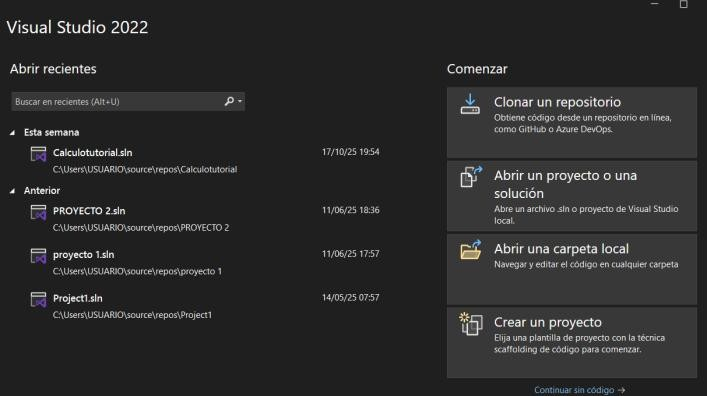 Visual Studio 2022
Abrir recientes
Buscar en recientes (Alt+U)
Esta semana
Calculotutorial.sln 17/10/25 19:54
C:\Users\USUARIO\source\repos\Calculotutorial
Anterior
PROYECTO 2.sln 11/06/25 18:36
C:\Users\USUARIO\source\repos\PROYECTO 2
proyecto 1.sln 11/06/25 17:57
C:\Users\USUARIO\source\repos\proyecto 1
Project1.sln 14/05/25 07:57
C:\Users\USUARIO\source\repos\Project1
Comenzar
Clonar un repositorio
Obtiene código desde un repositorio en línea,
como GitHub o Azure DevOps.
Abrir un proyecto o una
solución
Abre un archivo .sln o proyecto de Visual Studio
local.
Abrir una carpeta local
Navegar y editar el código en cualquier carpeta
Crear un proyecto
Elija una plantilla de proyecto con la técnica
scaffolding de código para comenzar.
Continuar sin código →